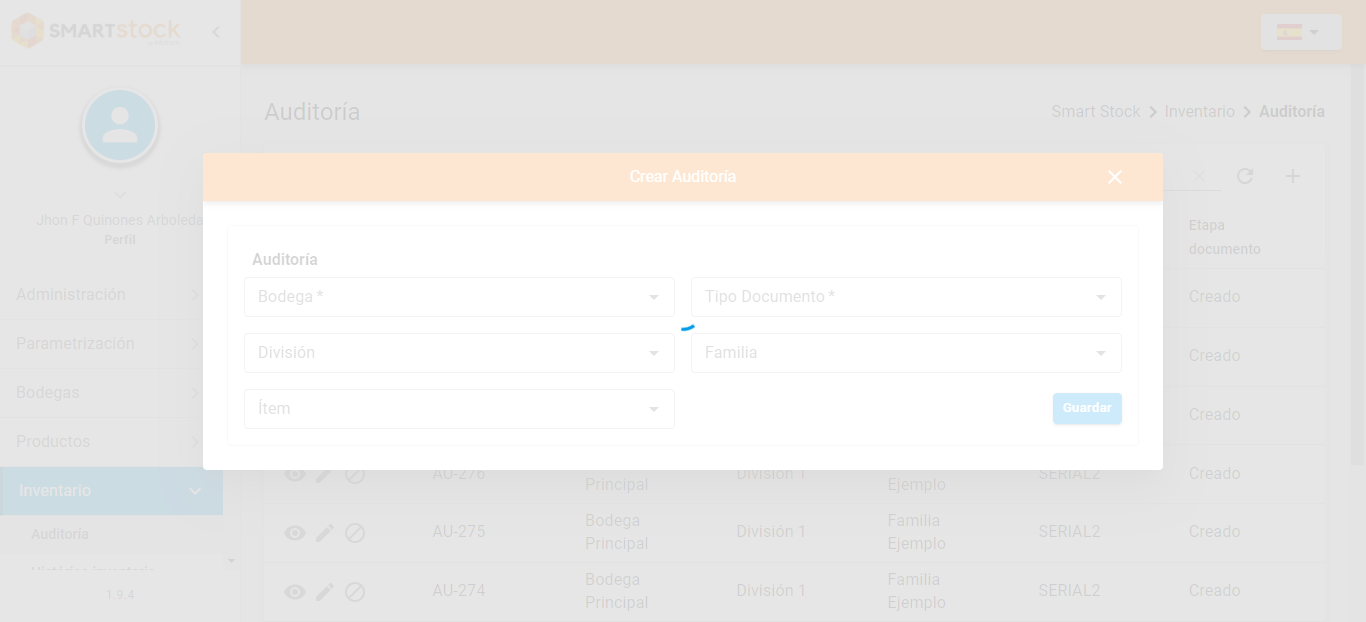 SMARTstock
Auditoría
Smart Stock > Inventario > Auditoría
Crear Auditoría
Jhon F Quinones Arboleda
Perfil
Etapa
documento
Auditoría
Administración
Bodega *
Tipo Documento *
Creado
Parametrización
División
Familia
Creado
Bodegas
Ítem
Guardar
Creado
Productos
AU-276
Principal
División 1
Ejemplo
SERIAL2
Creado
Inventario
Auditoría
AU-275
Bodega
Principal
División 1
Familia
Ejemplo
SERIAL2
Creado
Histórico inventario
1.9.4
AU-274
Bodega
Principal
División 1
Familia
Ejemplo
SERIAL2
Creado